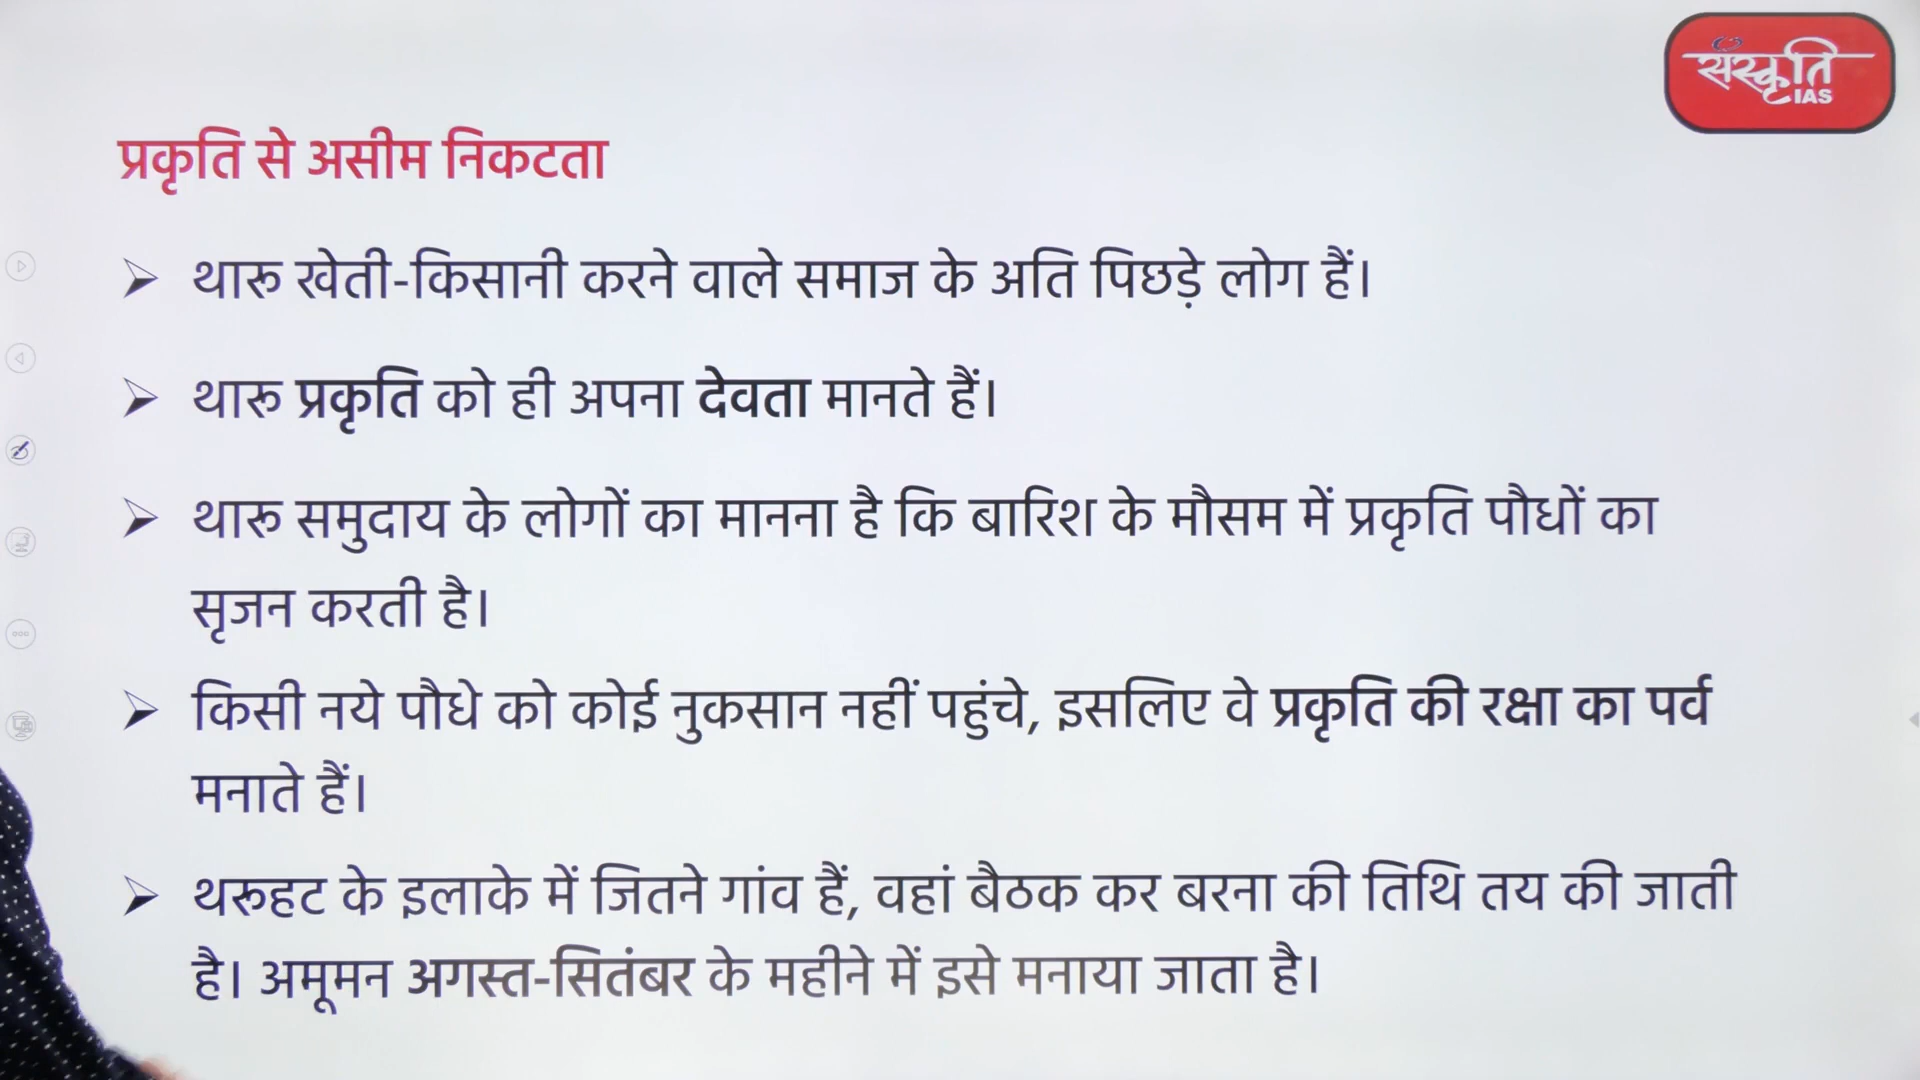 संस्कृति
IAS
प्रकृति से असीम निकटता
➢ थारू खेती-किसानी करने वाले समाज के अति पिछड़े लोग हैं।
➢ थारू प्रकृति को ही अपना देवता मानते हैं।
➢ थारू समुदाय के लोगों का मानना है कि बारिश के मौसम में प्रकृति पौधों का
सृजन करती है।
➢ किसी नये पौधे को कोई नुकसान नहीं पहुंचे, इसलिए वे प्रकृति की रक्षा का पर्व
मनाते हैं।
➢ थरुहट के इलाके में जितने गांव हैं, वहां बैठक कर बरना की तिथि तय की जाती
है। अमूमन अगस्त-सितंबर के महीने में इसे मनाया जाता है।